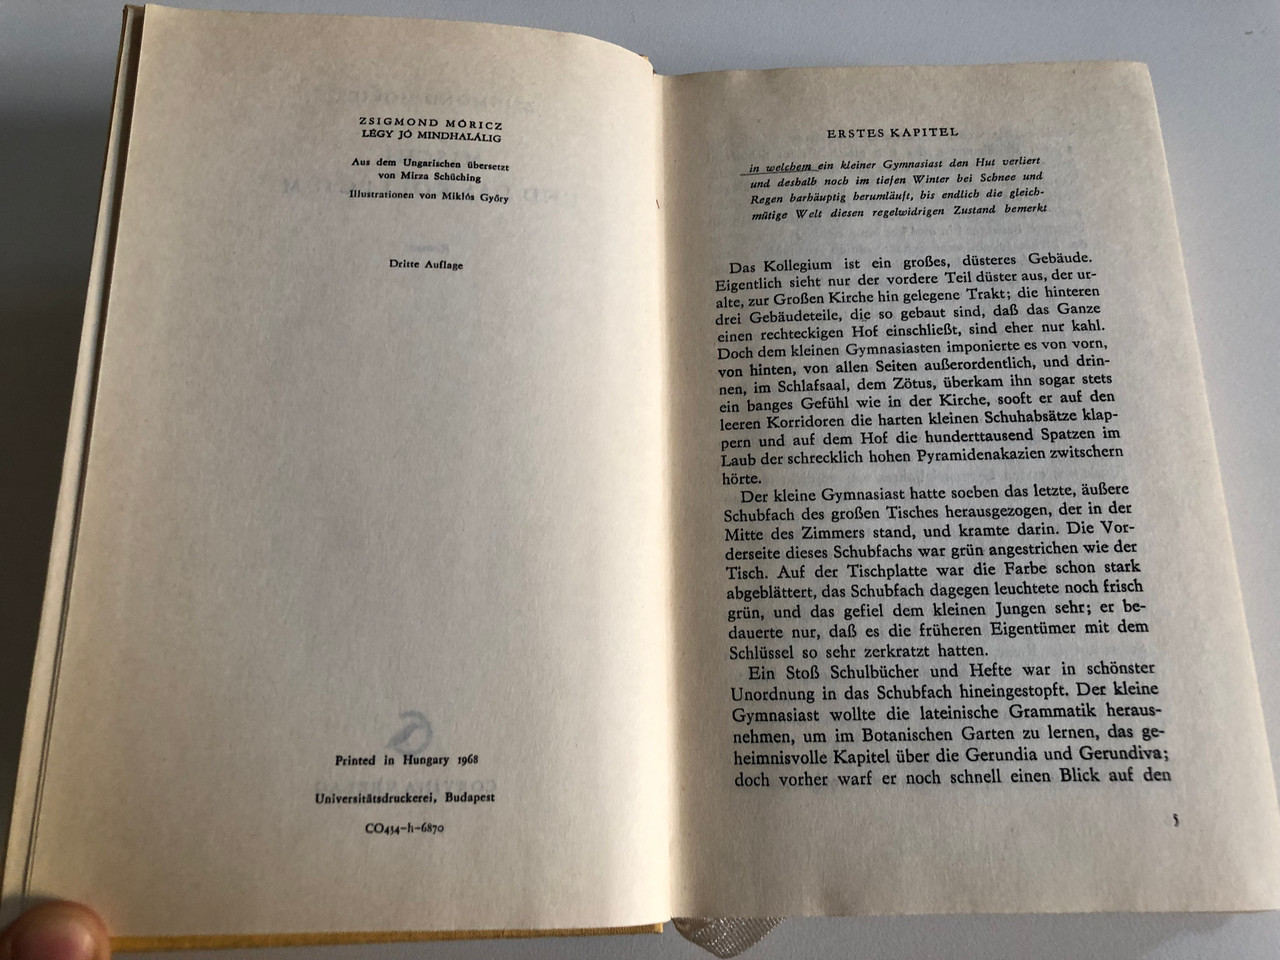 ZSIGMOND MÓRICZ
LÉGY JÓ MINDHALÁLIG
Aus dem Ungarischen übersetzt
von Mirza Schüching
Illustrationen von Miklós Győry
Dritte Auflage
Printed in Hungary 1968
Universitätsdruckerei, Budapest
CO434-h-6870
ERSTES KAPITEL
in welchem ein kleiner Gymnasiast den Hut verliert
und deshalb noch im tiefen Winter bei Schnee und
Regen barhäuptig herumläuft, bis endlich die gleich-
mütige Welt diesen regelwidrigen Zustand bemerkt
Das Kollegium ist ein großes, düsteres Gebäude.
Eigentlich sieht nur der vordere Teil düster aus, der ur-
alte, zur Großen Kirche hin gelegene Trakt; die hinteren
drei Gebäudeteile, die so gebaut sind, daß das Ganze
einen rechteckigen Hof einschließt, sind eher nur kahl.
Doch dem kleinen Gymnasiasten imponierte es von vorn,
von hinten, von allen Seiten außerordentlich, und drin-
nen, im Schlafsaal, dem Zötus, überkam ihn sogar stets
ein banges Gefühl wie in der Kirche, sooft er auf den
leeren Korridoren die harten kleinen Schuhabsätze klap-
pern und auf dem Hof die hunderttausend Spatzen im
Laub der schrecklich hohen Pyramidenakazien zwitschern
hörte.
Der kleine Gymnasiast hatte soeben das letzte, äußere
Schubfach des großen Tisches herausgezogen, der in der
Mitte des Zimmers stand, und kramte darin. Die Vor-
derseite dieses Schubfachs war grün angestrichen wie der
Tisch. Auf der Tischplatte war die Farbe schon stark
abgeblättert, das Schubfach dagegen leuchtete noch frisch
grün, und das gefiel dem kleinen Jungen sehr; er be-
dauerte nur, daß es die früheren Eigentümer mit dem
Schlüssel so sehr zerkratzt hatten.
Ein Stoß Schulbücher und Hefte war in schönster
Unordnung in das Schubfach hineingestopft. Der kleine
Gymnasiast wollte die lateinische Grammatik heraus-
nehmen, um im Botanischen Garten zu lernen, das ge-
heimnisvolle Kapitel über die Gerundia und Gerundiva;
doch vorher warf er noch schnell einen Blick auf den
5